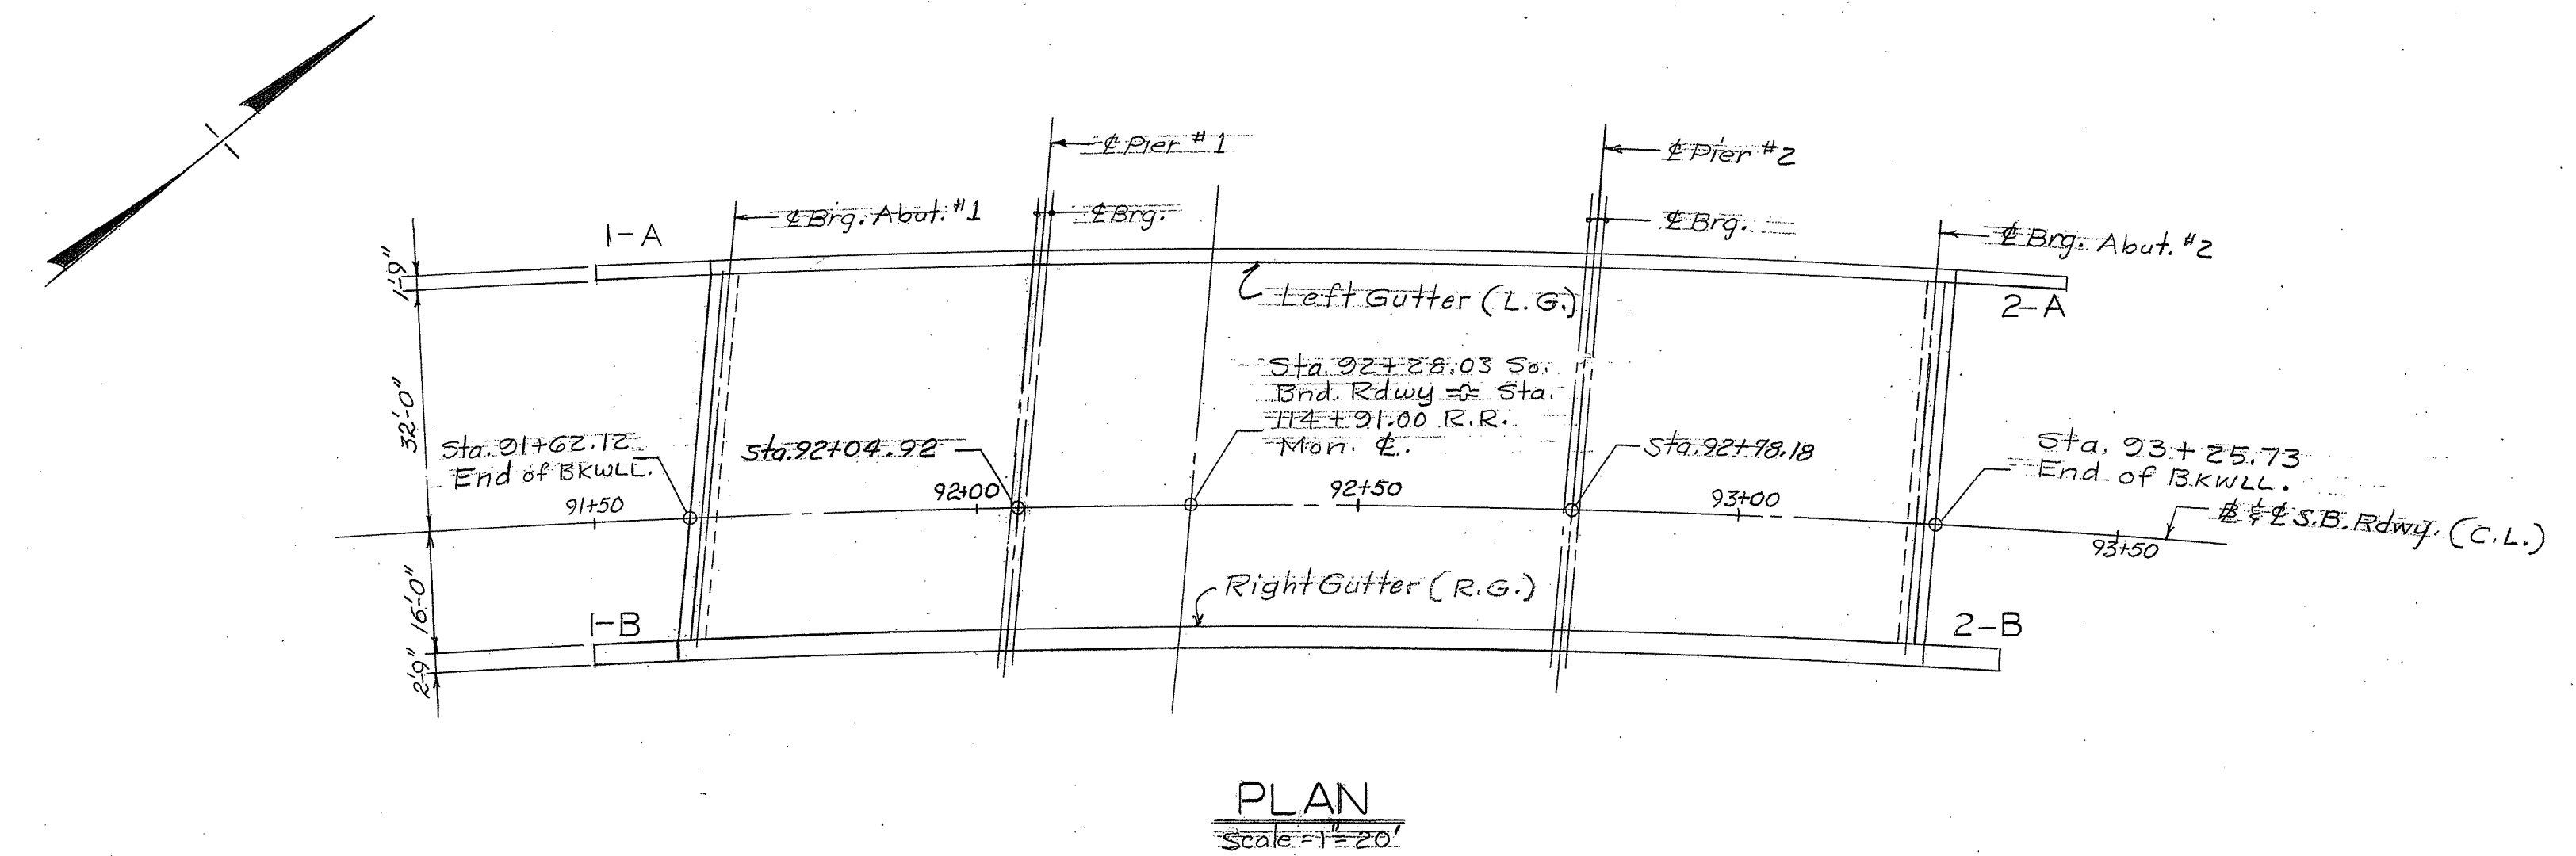 ℄ Pier #1
℄ Pier #2
℄ Brg. Abut. #1
℄ Brg.
℄ Brg.
℄ Brg. Abut. #2
1-A
1'-9"
Left Gutter (L.G.)
2-A
32'-0"
Sta. 92+28.03 So.
Bnd. Rdwy = Sta.
114+91.00 R.R.
Mon. ℄.
Sta. 91+62.12
End of BKWLL.
Sta. 92+04.92
Sta. 92+78.18
Sta. 93+25.73
End of BKWLL.
91+50
92+00
92+50
93+00
93+50
& ℄ S.B. Rdwy. (C.L.)
16'-0"
Right Gutter (R.G.)
1-B
2-B
2'-9"
PLAN
Scale = 1" = 20'